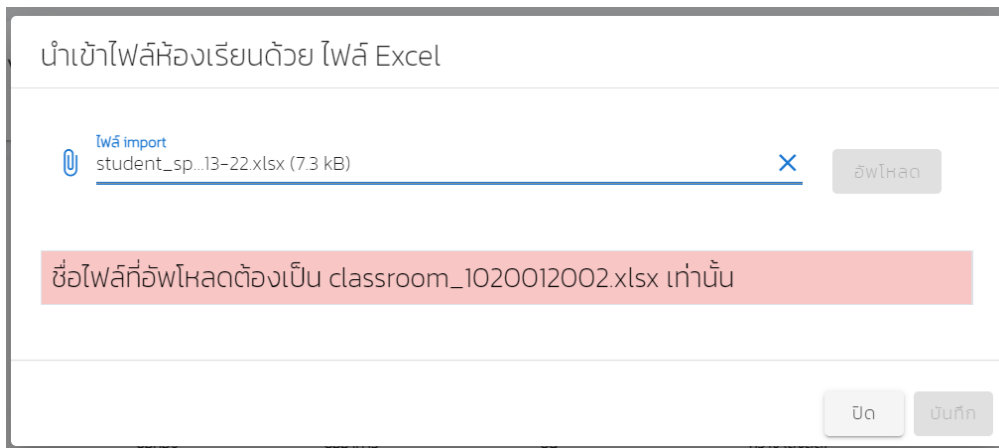 นำเข้าไฟล์ห้องเรียนด้วย ไฟล์ Excel
ไฟล์ import
student_sp...13-22.xlsx (7.3 kB)
อัพโหลด
ชื่อไฟล์ที่อัพโหลดต้องเป็น classroom_1020012002.xlsx เท่านั้น
ปิด
บันทึก